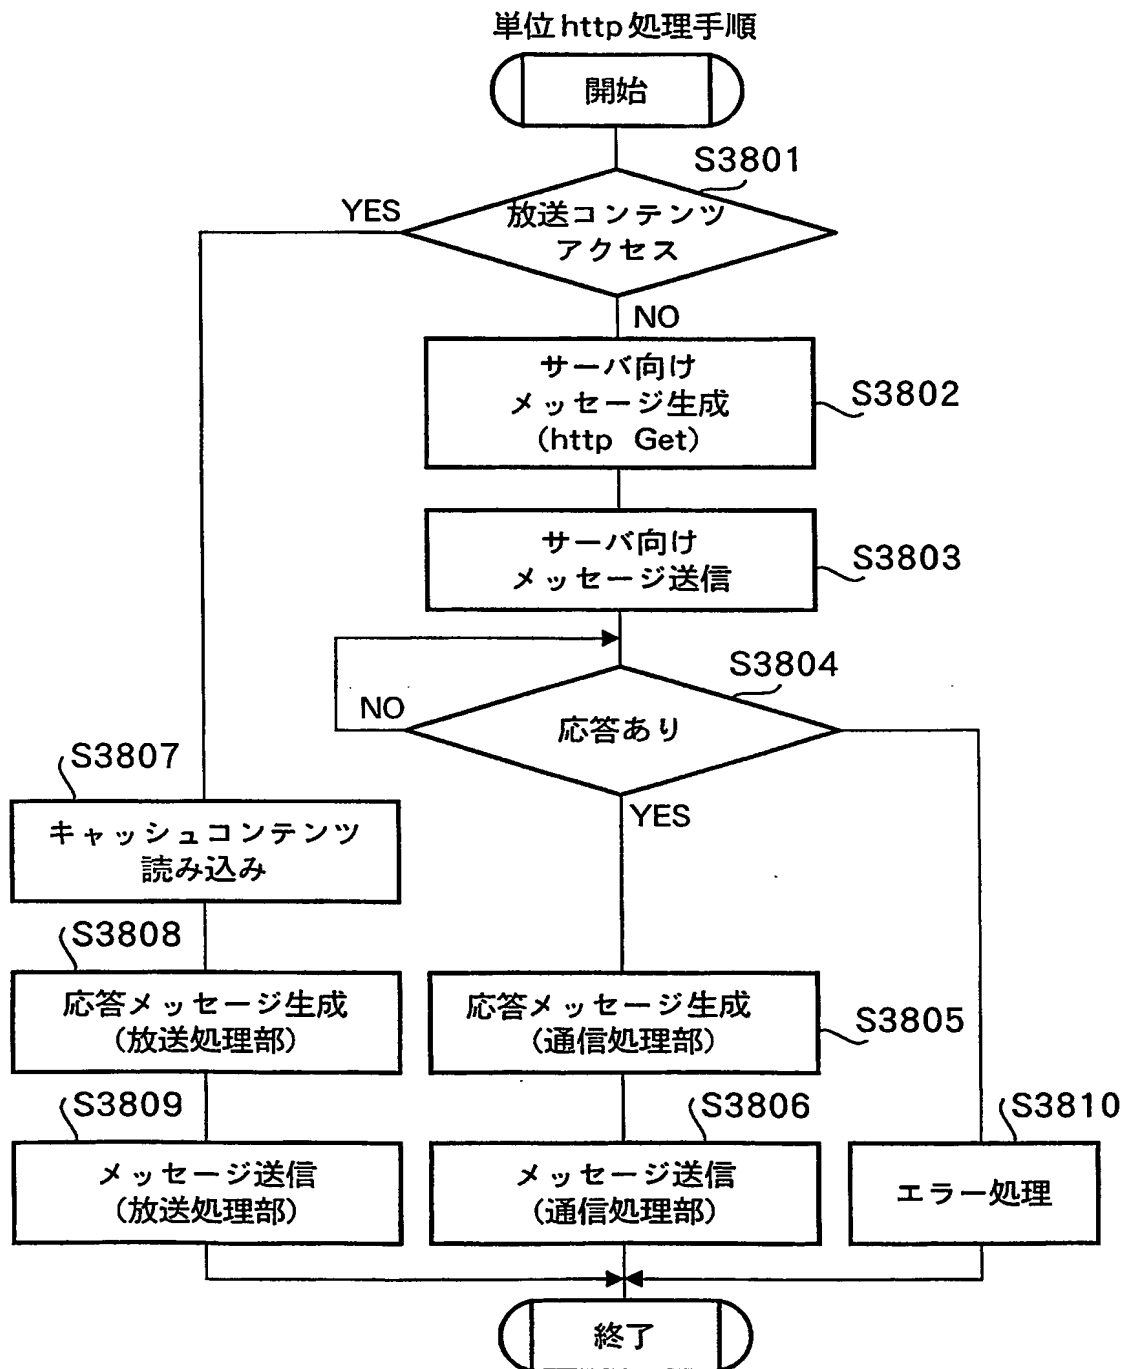 単位http処理手順
開始
S3801
YES
放送コンテンツ
アクセス
NO
サーバ向け
メッセージ生成
(http Get)
S3802
サーバ向け
メッセージ送信
S3803
S3804
NO
応答あり
YES
S3807
キャッシュコンテンツ
読み込み
S3808
応答メッセージ生成
(放送処理部)
応答メッセージ生成
(通信処理部)
S3805
S3809
メッセージ送信
(放送処理部)
S3806
メッセージ送信
(通信処理部)
S3810
エラー処理
終了